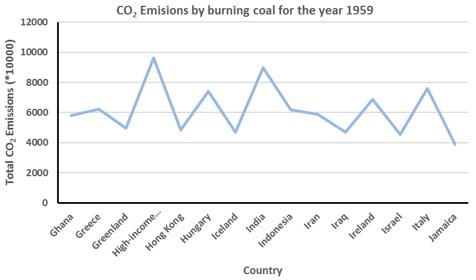 CO₂ Emisions by burning coal for the year 1959
Total CO₂ Emissions (*10000)
12000
10000
8000
6000
4000
2000
0
Ghana
Greece
Greenland
High-income...
Hong Kong
Hungary
Iceland
India
Indonesia
Iran
Iraq
Ireland
Israel
Italy
Jamaica
Country